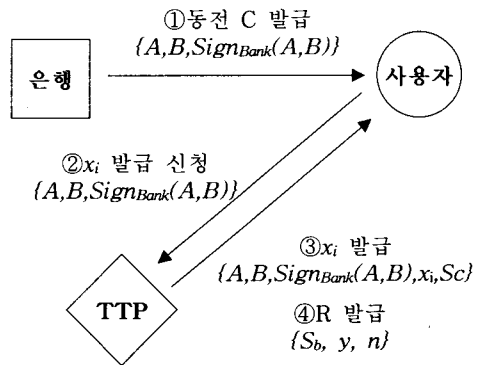 ①동전 C 발급
{A,B,Sign_Bank(A,B)}
은행
사용자
②x_i 발급 신청
{A,B,Sign_Bank(A,B)}
③x_i 발급
{A,B,Sign_Bank(A,B),x_i,Sc}
TTP
④R 발급
{S_b, y, n}